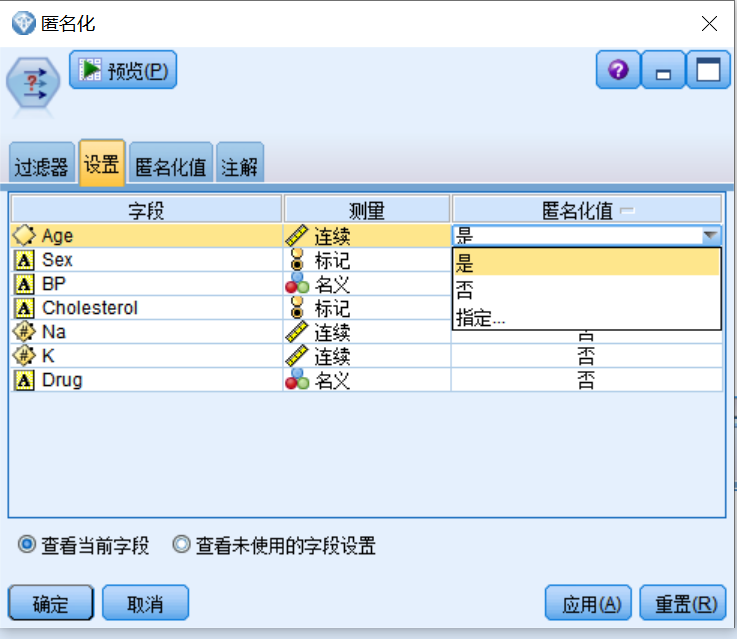 匿名化
预览(P)
过滤器 设置 匿名化值 注解
字段 测量 匿名化值
Age 连续 是
Sex 标记 是
BP 名义 否
Cholesterol 标记 指定...
Na 连续 否
K 连续 否
Drug 名义 否
查看当前字段 查看未使用的字段设置
确定 取消 应用(A) 重置(R)